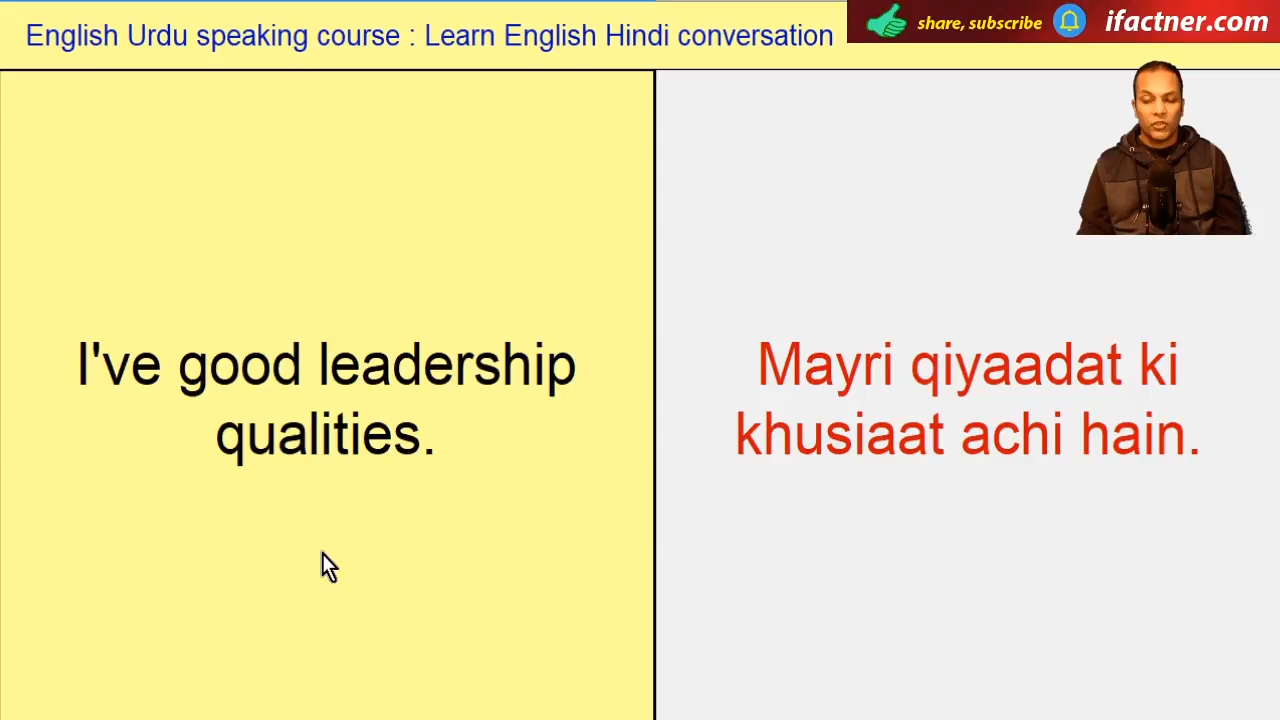 English Urdu speaking course : Learn English Hindi conversation
share, subscribe
ifactner.com
I've good leadership
qualities.
Mayri qiyaadat ki
khusiaat achi hain.